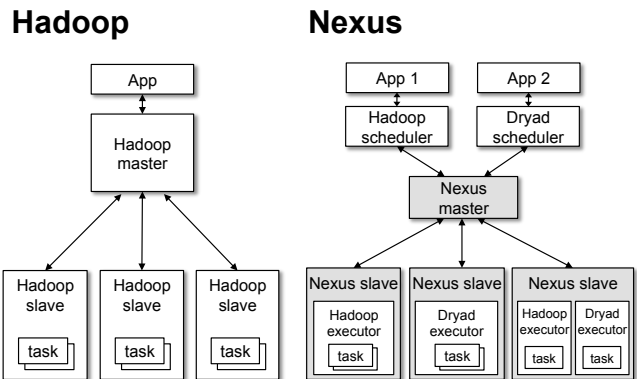 Hadoop
App
Hadoop
master
Hadoop
slave
task
Hadoop
slave
task
Hadoop
slave
task
Nexus
App 1
App 2
Hadoop
scheduler
Dryad
scheduler
Nexus
master
Nexus slave
Hadoop
executor
task
Nexus slave
Dryad
executor
task
Nexus slave
Hadoop
executor
task
Dryad
executor
task